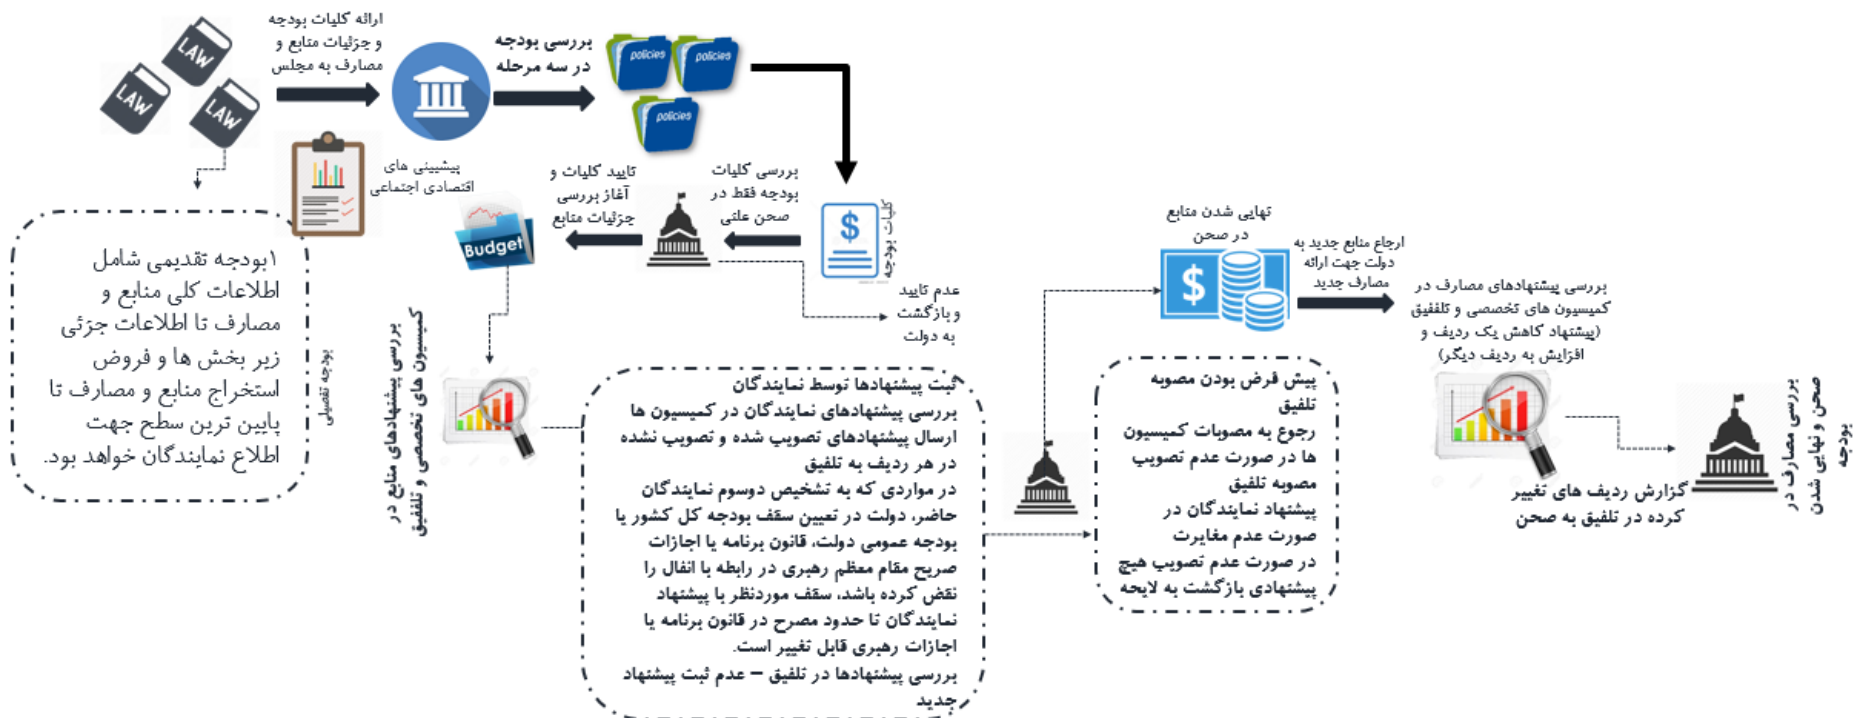 LAW
LAW
LAW
ارائه کلیات بودجه
و جزئیات منابع و
مصارف به مجلس
بررسی بودجه
در سه مرحله
policies
policies
policies
پیشبینی های
اقتصادی اجتماعی
۱بودجه تقدیمی شامل
اطلاعات کلی منابع و
مصارف تا اطلاعات جزئی
زیر بخش ها و فروض
استخراج منابع و مصارف تا
پایین ترین سطح جهت
اطلاع نمایندگان خواهد بود.
بودجه تفصیلی
کلیات بودجه
$
بررسی کلیات
بودجه فقط در
صحن علنی
تایید کلیات و
آغاز بررسی
جزئیات منابع
Budget
عدم تایید
و بازگشت
به دولت
بررسی پیشنهادهای منابع در
کمیسیون های تخصصی و تلفیق
ثبت پیشنهادها توسط نمایندگان
بررسی پیشنهادهای نمایندگان در کمیسیون ها
ارسال پیشنهادهای تصویب شده و تصویب نشده
در هر ردیف به تلفیق
در مواردی که به تشخیص دوسوم نمایندگان
حاضر، دولت در تعیین سقف بودجه کل کشور یا
بودجه عمومی دولت، قانون برنامه یا اجازات
صریح مقام معظم رهبری در رابطه با انفال را
نقض کرده باشد، سقف موردنظر با پیشنهاد
نمایندگان تا حدود مصرح در قانون برنامه یا
اجازات رهبری قابل تغییر است.
بررسی پیشنهادها در تلفیق – عدم ثبت پیشنهاد
جدید
پیش فرض بودن مصوبه
تلفیق
رجوع به مصوبات کمیسیون
ها در صورت عدم تصویب
مصوبه تلفیق
پیشنهاد نمایندگان در
صورت عدم مغایرت
در صورت عدم تصویب هیچ
پیشنهادی بازگشت به لایحه
نهایی شدن منابع
در صحن
$
ارجاع منابع جدید به
دولت جهت ارائه
مصارف جدید
بررسی پیشنهادهای مصارف در
کمیسیون های تخصصی و تلففیق
(پیشنهاد کاهش یک ردیف و
افزایش به ردیف دیگر)
گزارش ردیف های تغییر
کرده در تلفیق به صحن
بررسی مصارف در
صحن و نهایی شدن
بودجه